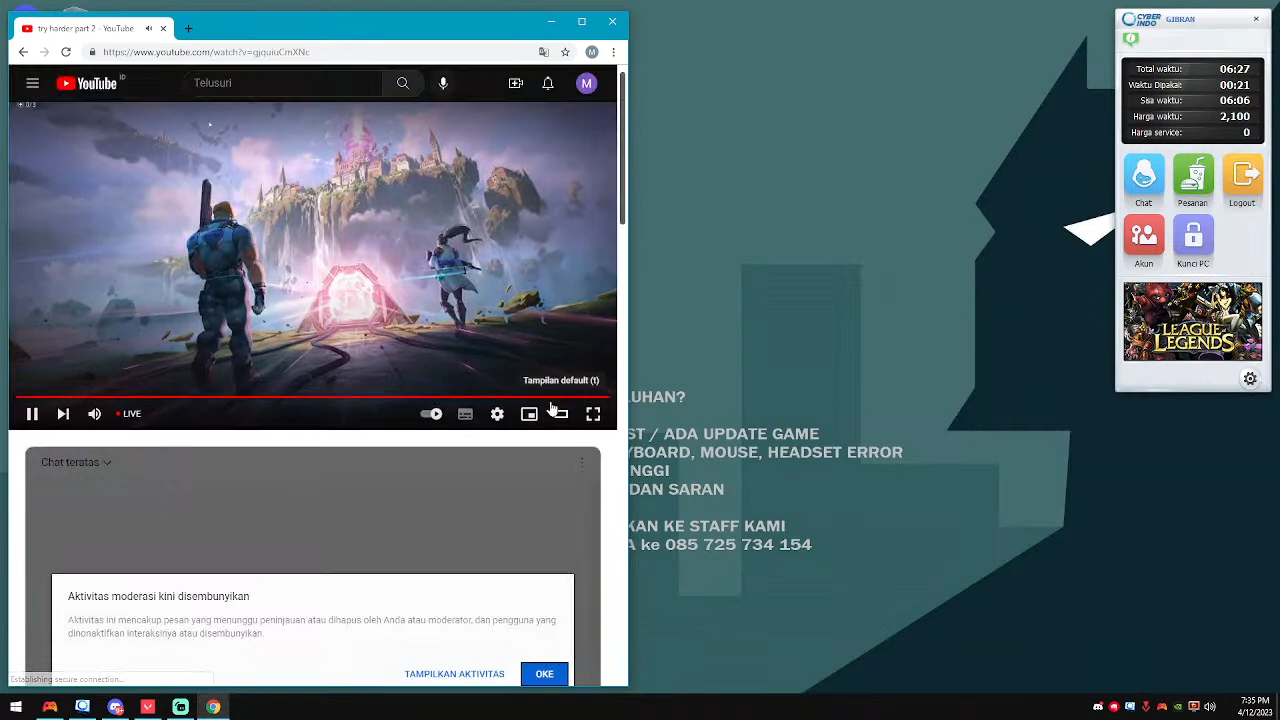 try harder part 2 - YouTube
https://www.youtube.com/watch?v=gjquiuCmXNc
M
YouTube ID
Telusuri
M
0/3
Tampilan default (t)
LIVE
Chat teratas
Aktivitas moderasi kini disembunyikan
Aktivitas ini mencakup pesan yang menunggu peninjauan atau dihapus oleh Anda atau moderator, dan pengguna yang
dinonaktifkan interaksinya atau disembunyikan.
TAMPILKAN AKTIVITAS
OKE
Establishing secure connection...
LUHAN?
ST / ADA UPDATE GAME
YBOARD, MOUSE, HEADSET ERROR
NGGI
DAN SARAN
KAN KE STAFF KAMI
A ke 085 725 734 154
CYBER
INDO
GIBRAN
Total waktu: 06:27
Waktu Dipakai: 00:21
Sisa waktu: 06:06
Harga waktu: 2,100
Harga service: 0
Chat Pesanan Logout
Akun Kunci PC
LEAGUE
of
LEGENDS
7:35 PM
4/12/2023